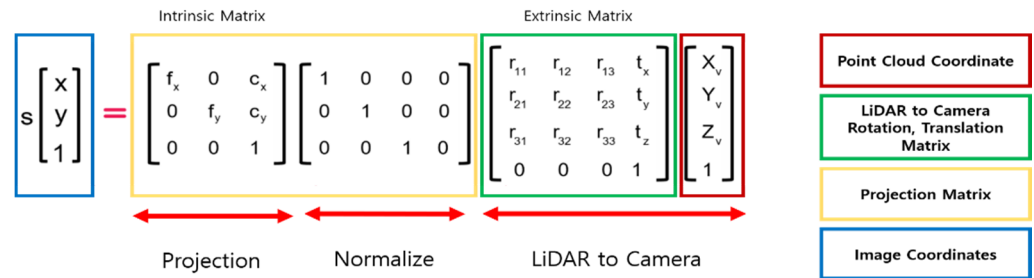 Intrinsic Matrix
Extrinsic Matrix
s [x y 1] = [f_x 0 c_x] [1 0 0 0] [r_11 r_12 r_13 t_x] [X_v
[0 f_y c_y] [0 1 0 0] [r_21 r_22 r_23 t_y] Y_v
[0 0 1] [0 0 1 0] [r_31 r_32 r_33 t_z] Z_v
[0 0 0 1] 1]
Projection
Normalize
LiDAR to Camera
Point Cloud Coordinate
LiDAR to Camera
Rotation, Translation
Matrix
Projection Matrix
Image Coordinates